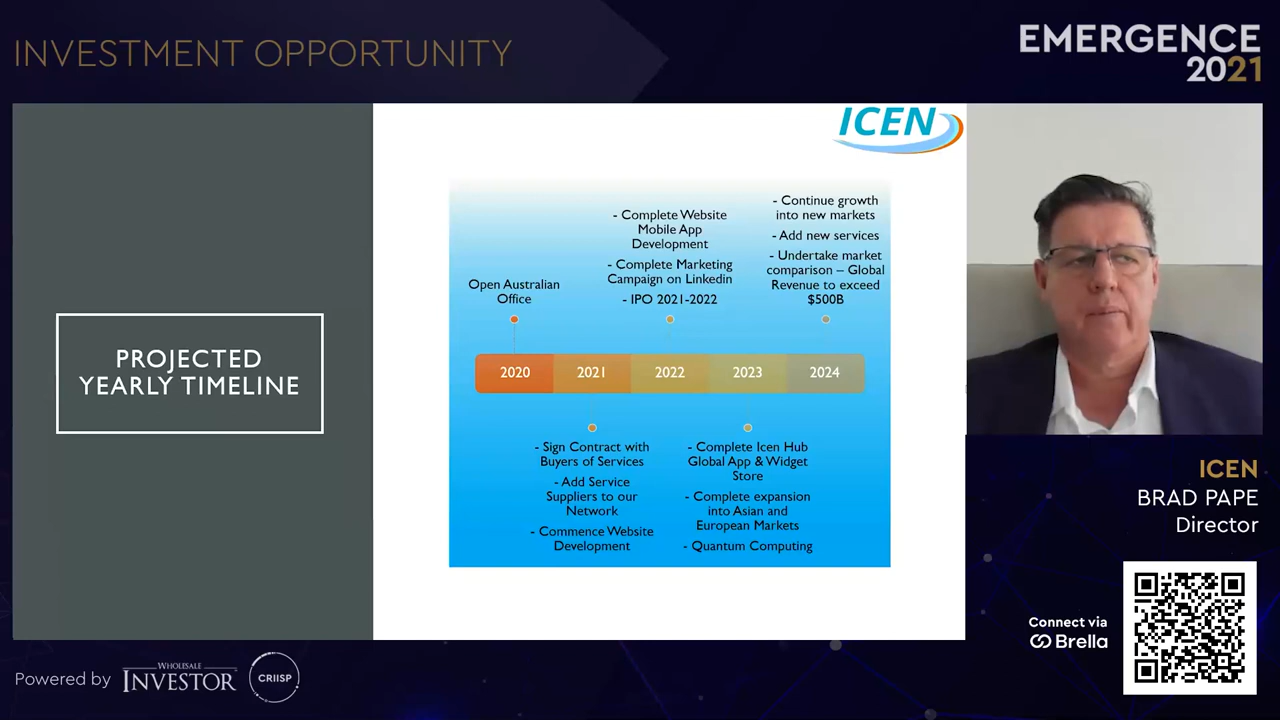 INVESTMENT OPPORTUNITY
EMERGENCE
2021
ICEN
PROJECTED
YEARLY TIMELINE
Open Australian
Office
- Complete Website
Mobile App
Development
- Complete Marketing
Campaign on Linkedin
- IPO 2021-2022
- Continue growth
into new markets
- Add new services
- Undertake market
comparison – Global
Revenue to exceed
$500B
2020
2021
2022
2023
2024
- Sign Contract with
Buyers of Services
- Add Service
Suppliers to our
Network
- Commence Website
Development
- Complete Icen Hub
Global App & Widget
Store
- Complete expansion
into Asian and
European Markets
- Quantum Computing
ICEN
BRAD PAPE
Director
Connect via
Brella
Powered by
WHOLESALE
INVESTOR
CRIISP